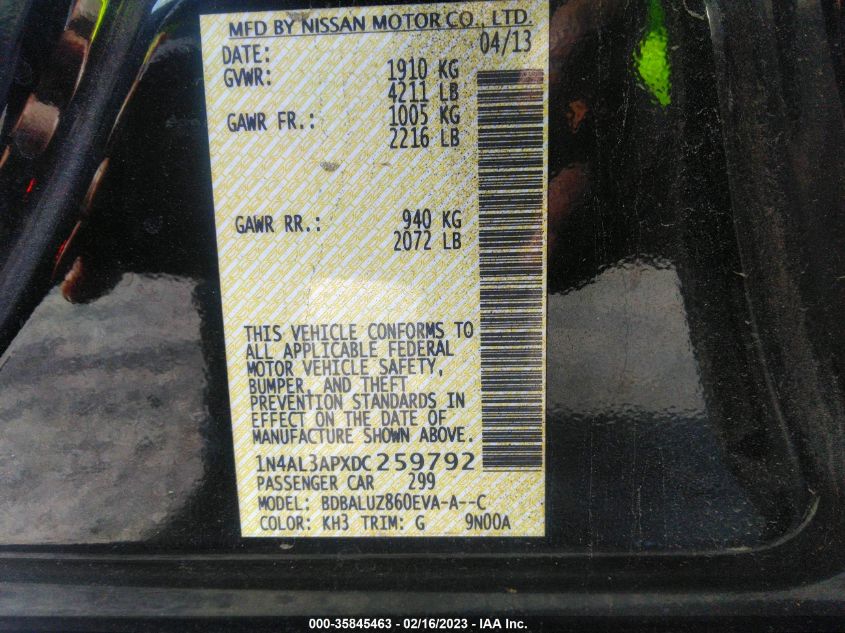 MFD BY NISSAN MOTOR CO., LTD.
DATE: 04/13
GVWR: 1910 KG
4211 LB
GAWR FR.: 1005 KG
2216 LB
GAWR RR.: 940 KG
2072 LB
THIS VEHICLE CONFORMS TO
ALL APPLICABLE FEDERAL
MOTOR VEHICLE SAFETY,
BUMPER, AND THEFT
PREVENTION STANDARDS IN
EFFECT ON THE DATE OF
MANUFACTURE SHOWN ABOVE.
1N4AL3APXDC259792
PASSENGER CAR 299
MODEL: BDBALUZ860EVA-A--C
COLOR: KH3 TRIM: G 9N00A
000-35845463 - 02/16/2023 - © IAA Inc.